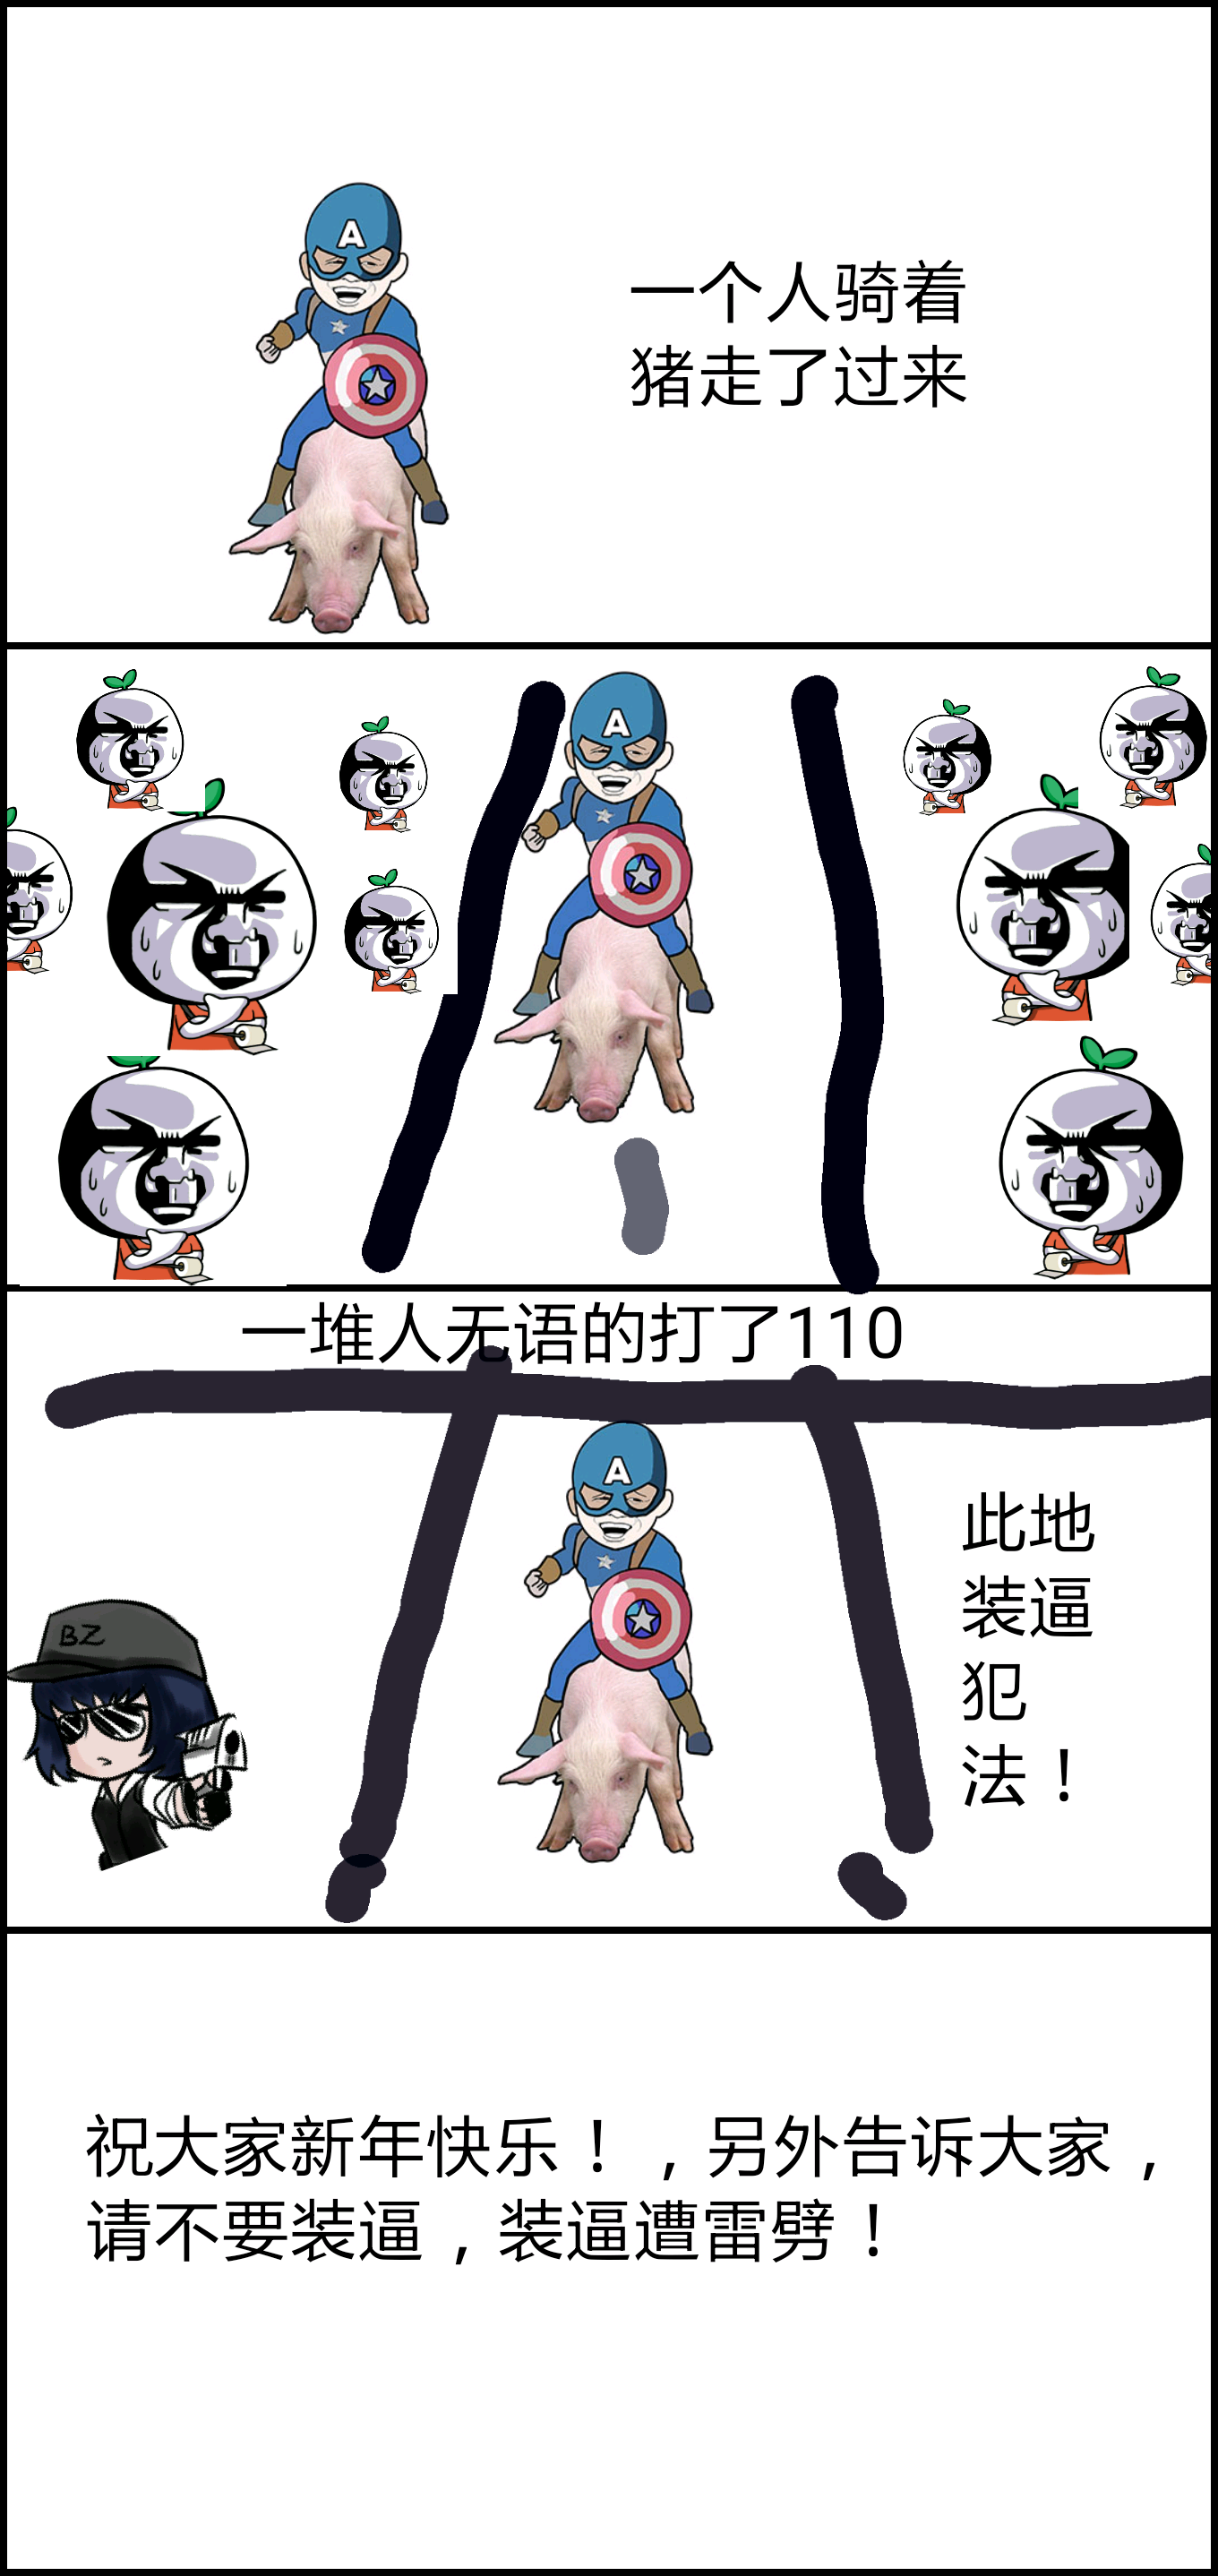 A
一个人骑着
猪走了过来
A
一堆人无语的打了110
A
此地
装逼
犯
法！
BZ
祝大家新年快乐！，另外告诉大家，
请不要装逼，装逼遭雷劈！